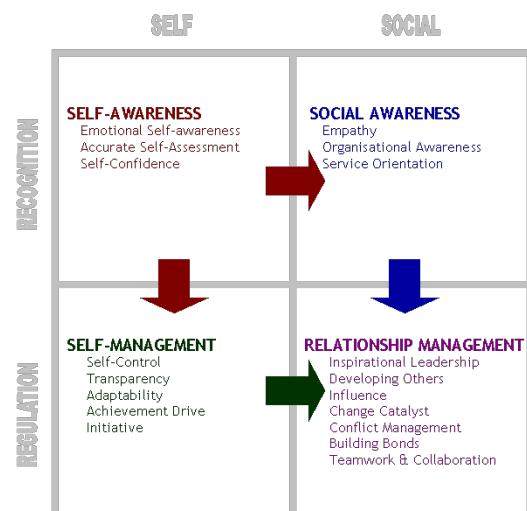 SELF
SOCIAL
RECOGNITION
SELF-AWARENESS
Emotional Self-awareness
Accurate Self-Assessment
Self-Confidence
SOCIAL AWARENESS
Empathy
Organisational Awareness
Service Orientation
REGULATION
SELF-MANAGEMENT
Self-Control
Transparency
Adaptability
Achievement Drive
Initiative
RELATIONSHIP MANAGEMENT
Inspirational Leadership
Developing Others
Influence
Change Catalyst
Conflict Management
Building Bonds
Teamwork & Collaboration